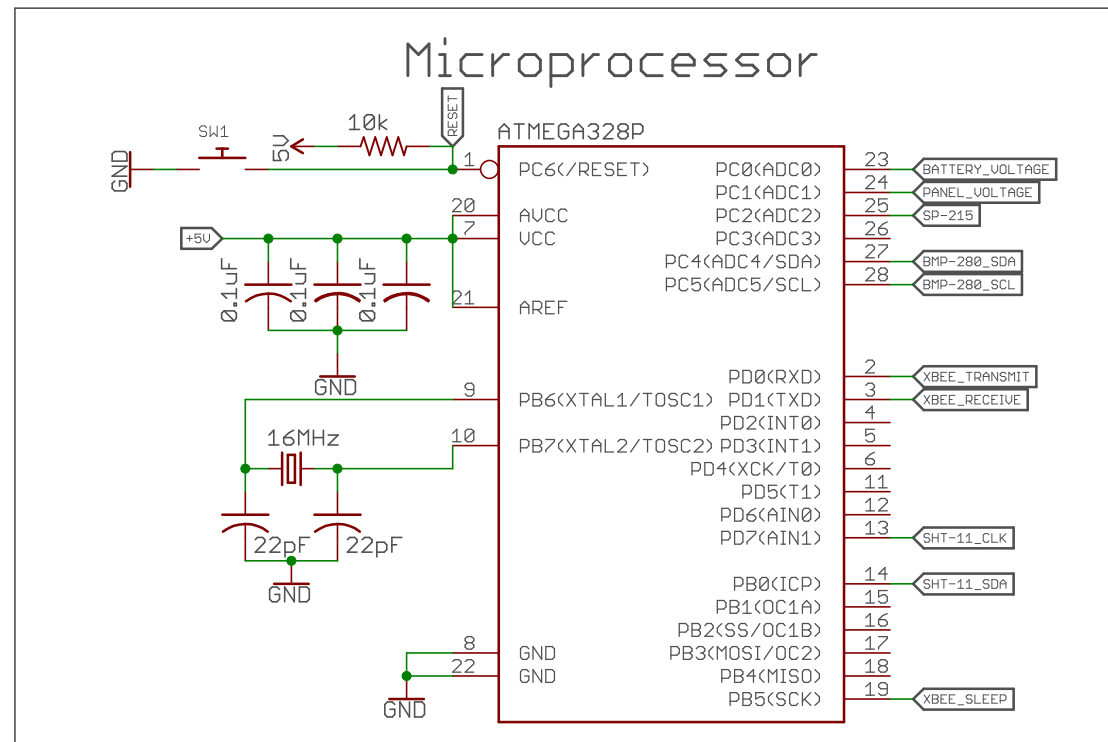 Microprocessor
RESET
10k
SW1
5V
GND
ATMEGA328P
1 PC6(/RESET)
20 AVCC
7 VCC
21 AREF
+5V
0.1uF
0.1uF
0.1uF
GND
9 PB6(XTAL1/TOSC1)
10 PB7(XTAL2/TOSC2)
16MHz
22pF
22pF
GND
8 GND
22 GND
GND
PC0(ADC0) 23 BATTERY_VOLTAGE
PC1(ADC1) 24 PANEL_VOLTAGE
PC2(ADC2) 25 SP-215
PC3(ADC3) 26
PC4(ADC4/SDA) 27 BMP-280_SDA
PC5(ADC5/SCL) 28 BMP-280_SCL
PD0(RXD) 2 XBEE_TRANSMIT
PD1(TXD) 3 XBEE_RECEIVE
PD2(INT0) 4
PD3(INT1) 5
PD4(XCK/T0) 6
PD5(T1) 11
PD6(AIN0) 12
PD7(AIN1) 13 SHT-11_CLK
PB0(ICP) 14 SHT-11_SDA
PB1(OC1A) 15
PB2(SS/OC1B) 16
PB3(MOSI/OC2) 17
PB4(MISO) 18
PB5(SCK) 19 XBEE_SLEEP